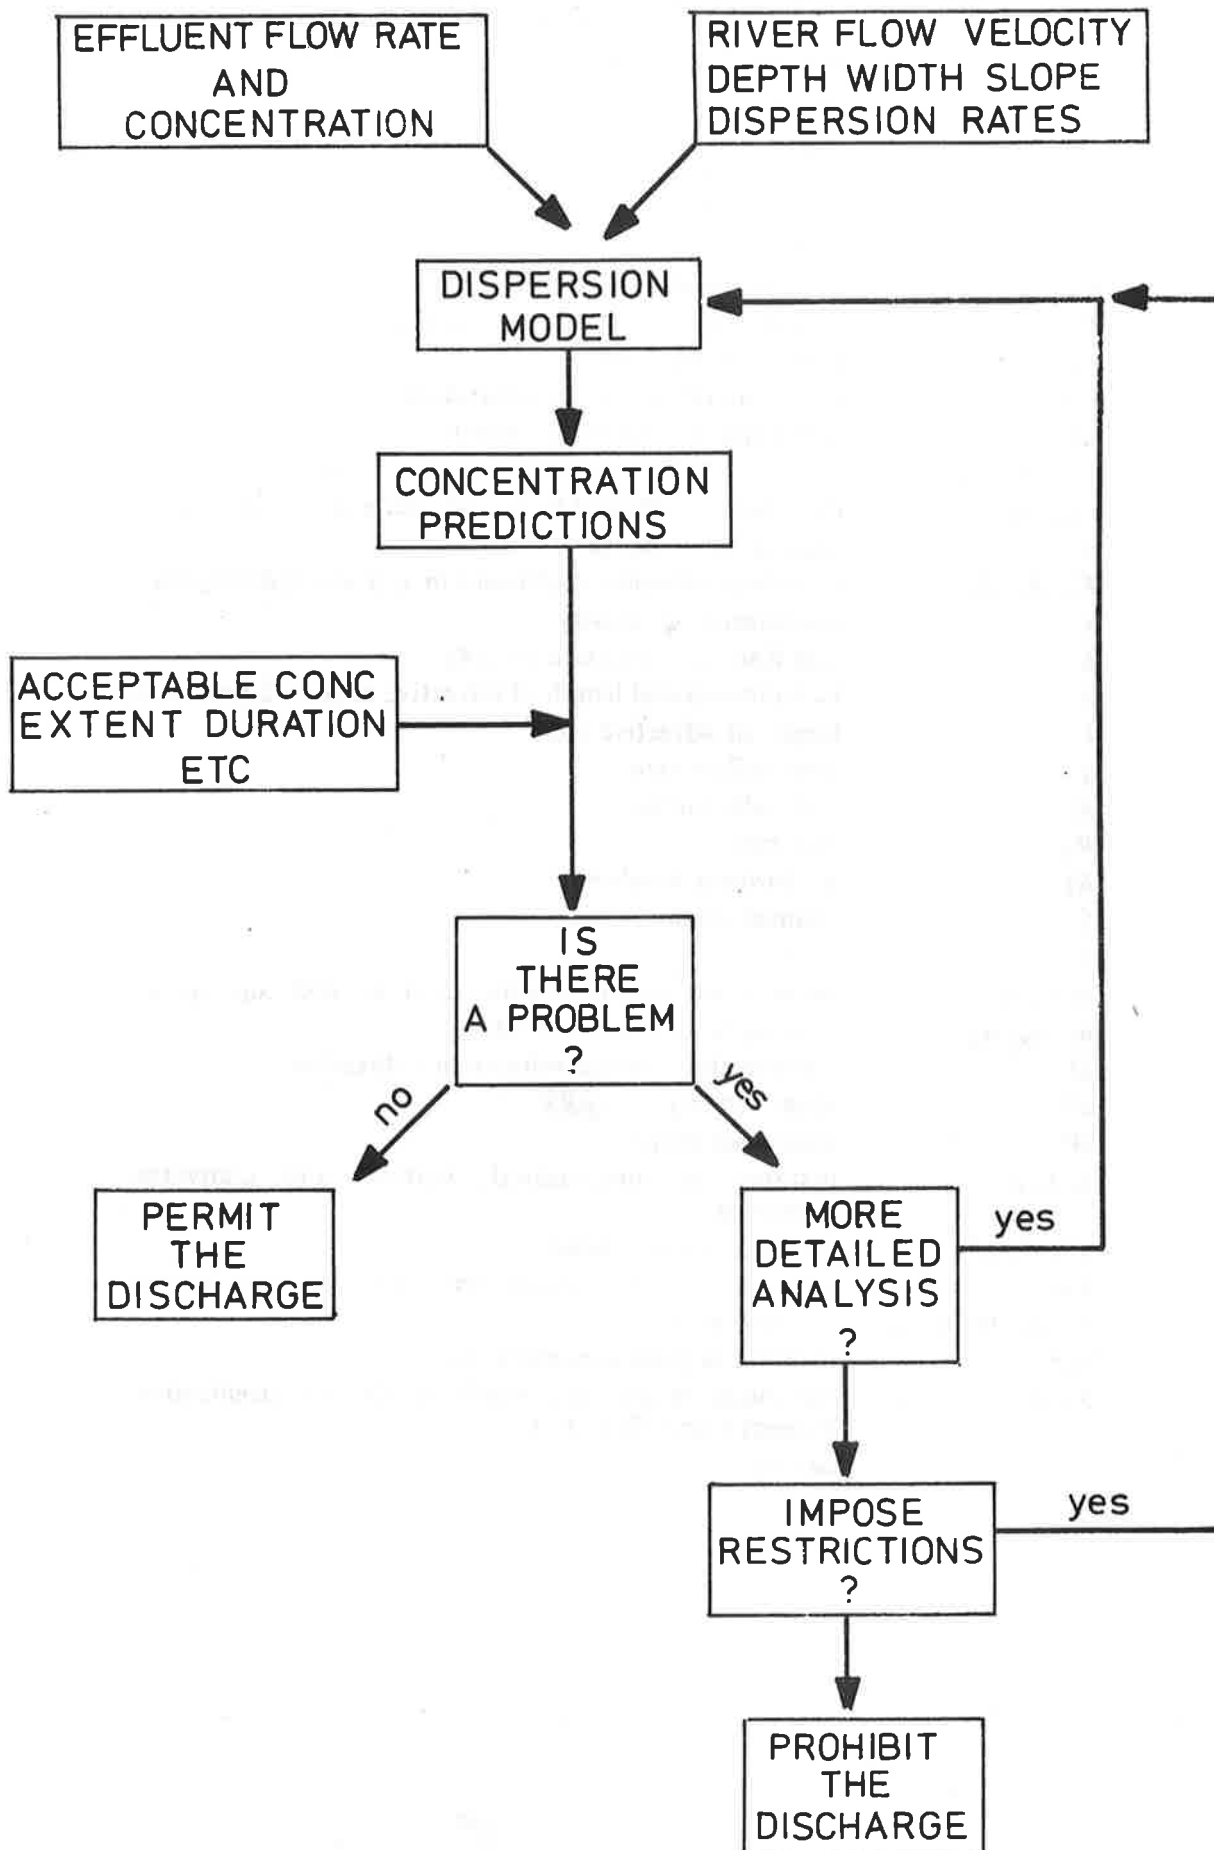 EFFLUENT FLOW RATE
AND
CONCENTRATION
RIVER FLOW VELOCITY
DEPTH WIDTH SLOPE
DISPERSION RATES
DISPERSION
MODEL
CONCENTRATION
PREDICTIONS
ACCEPTABLE CONC
EXTENT DURATION
ETC
IS
THERE
A PROBLEM
?
no
yes
PERMIT
THE
DISCHARGE
MORE
DETAILED
ANALYSIS
?
yes
IMPOSE
RESTRICTIONS
?
yes
PROHIBIT
THE
DISCHARGE